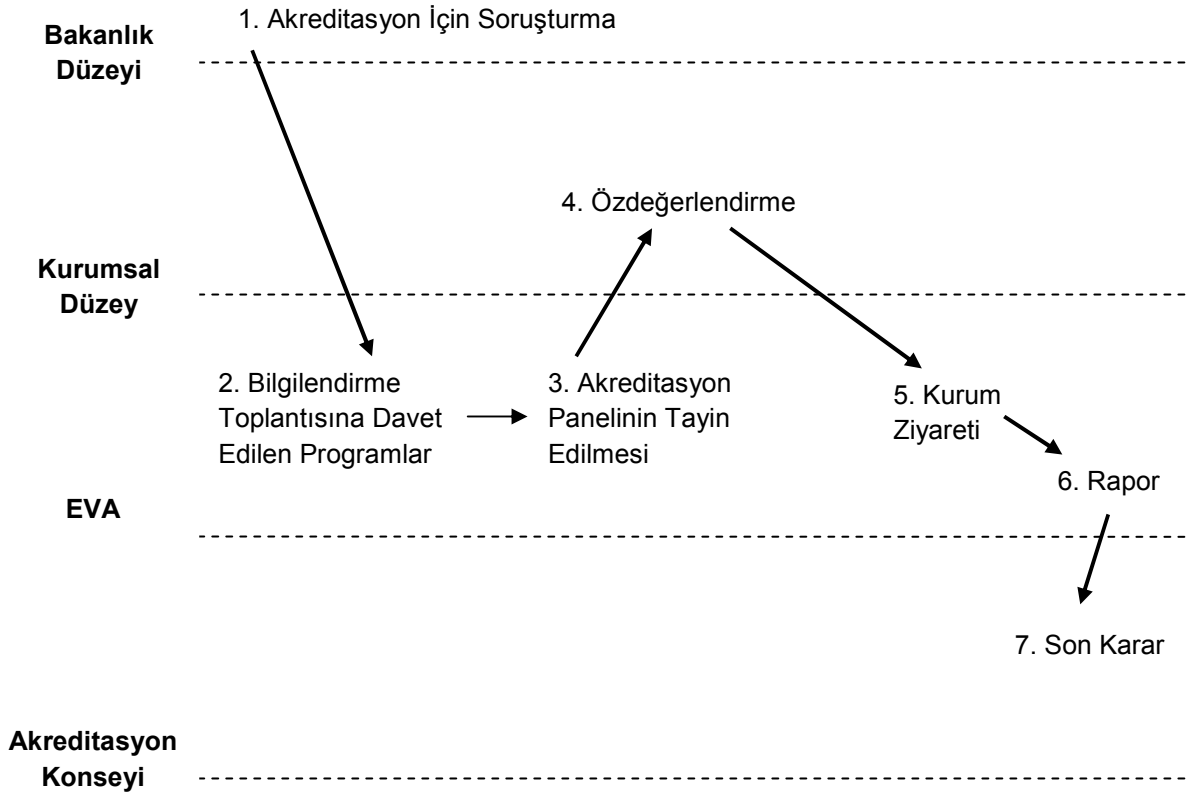 1. Akreditasyon İçin Soruşturma
Bakanlık
Düzeyi
4. Özdeğerlendirme
Kurumsal
Düzey
2. Bilgilendirme
Toplantısına Davet
Edilen Programlar
3. Akreditasyon
Panelinin Tayin
Edilmesi
5. Kurum
Ziyareti
6. Rapor
EVA
7. Son Karar
Akreditasyon
Konseyi